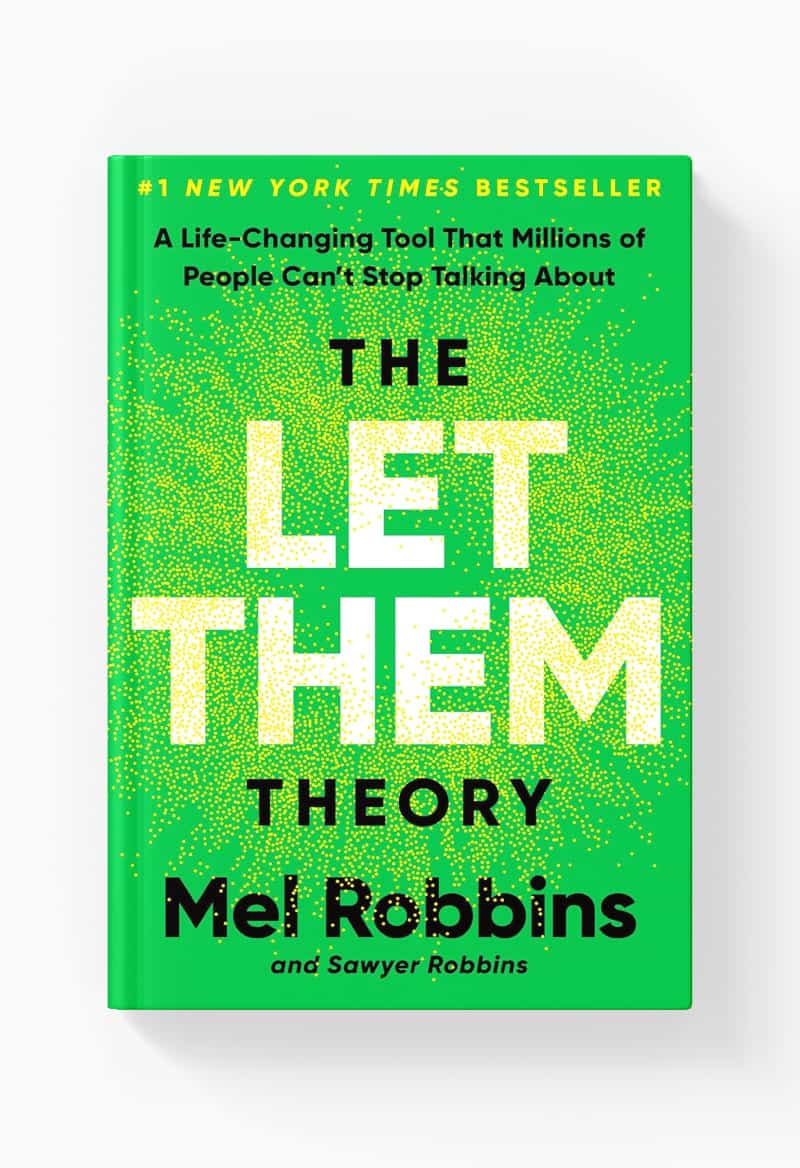 #1 NEW YORK TIMES BESTSELLER
A Life-Changing Tool That Millions of
People Can't Stop Talking About
THE
LET
THEM
THEORY
Mel Robbins
and Sawyer Robbins